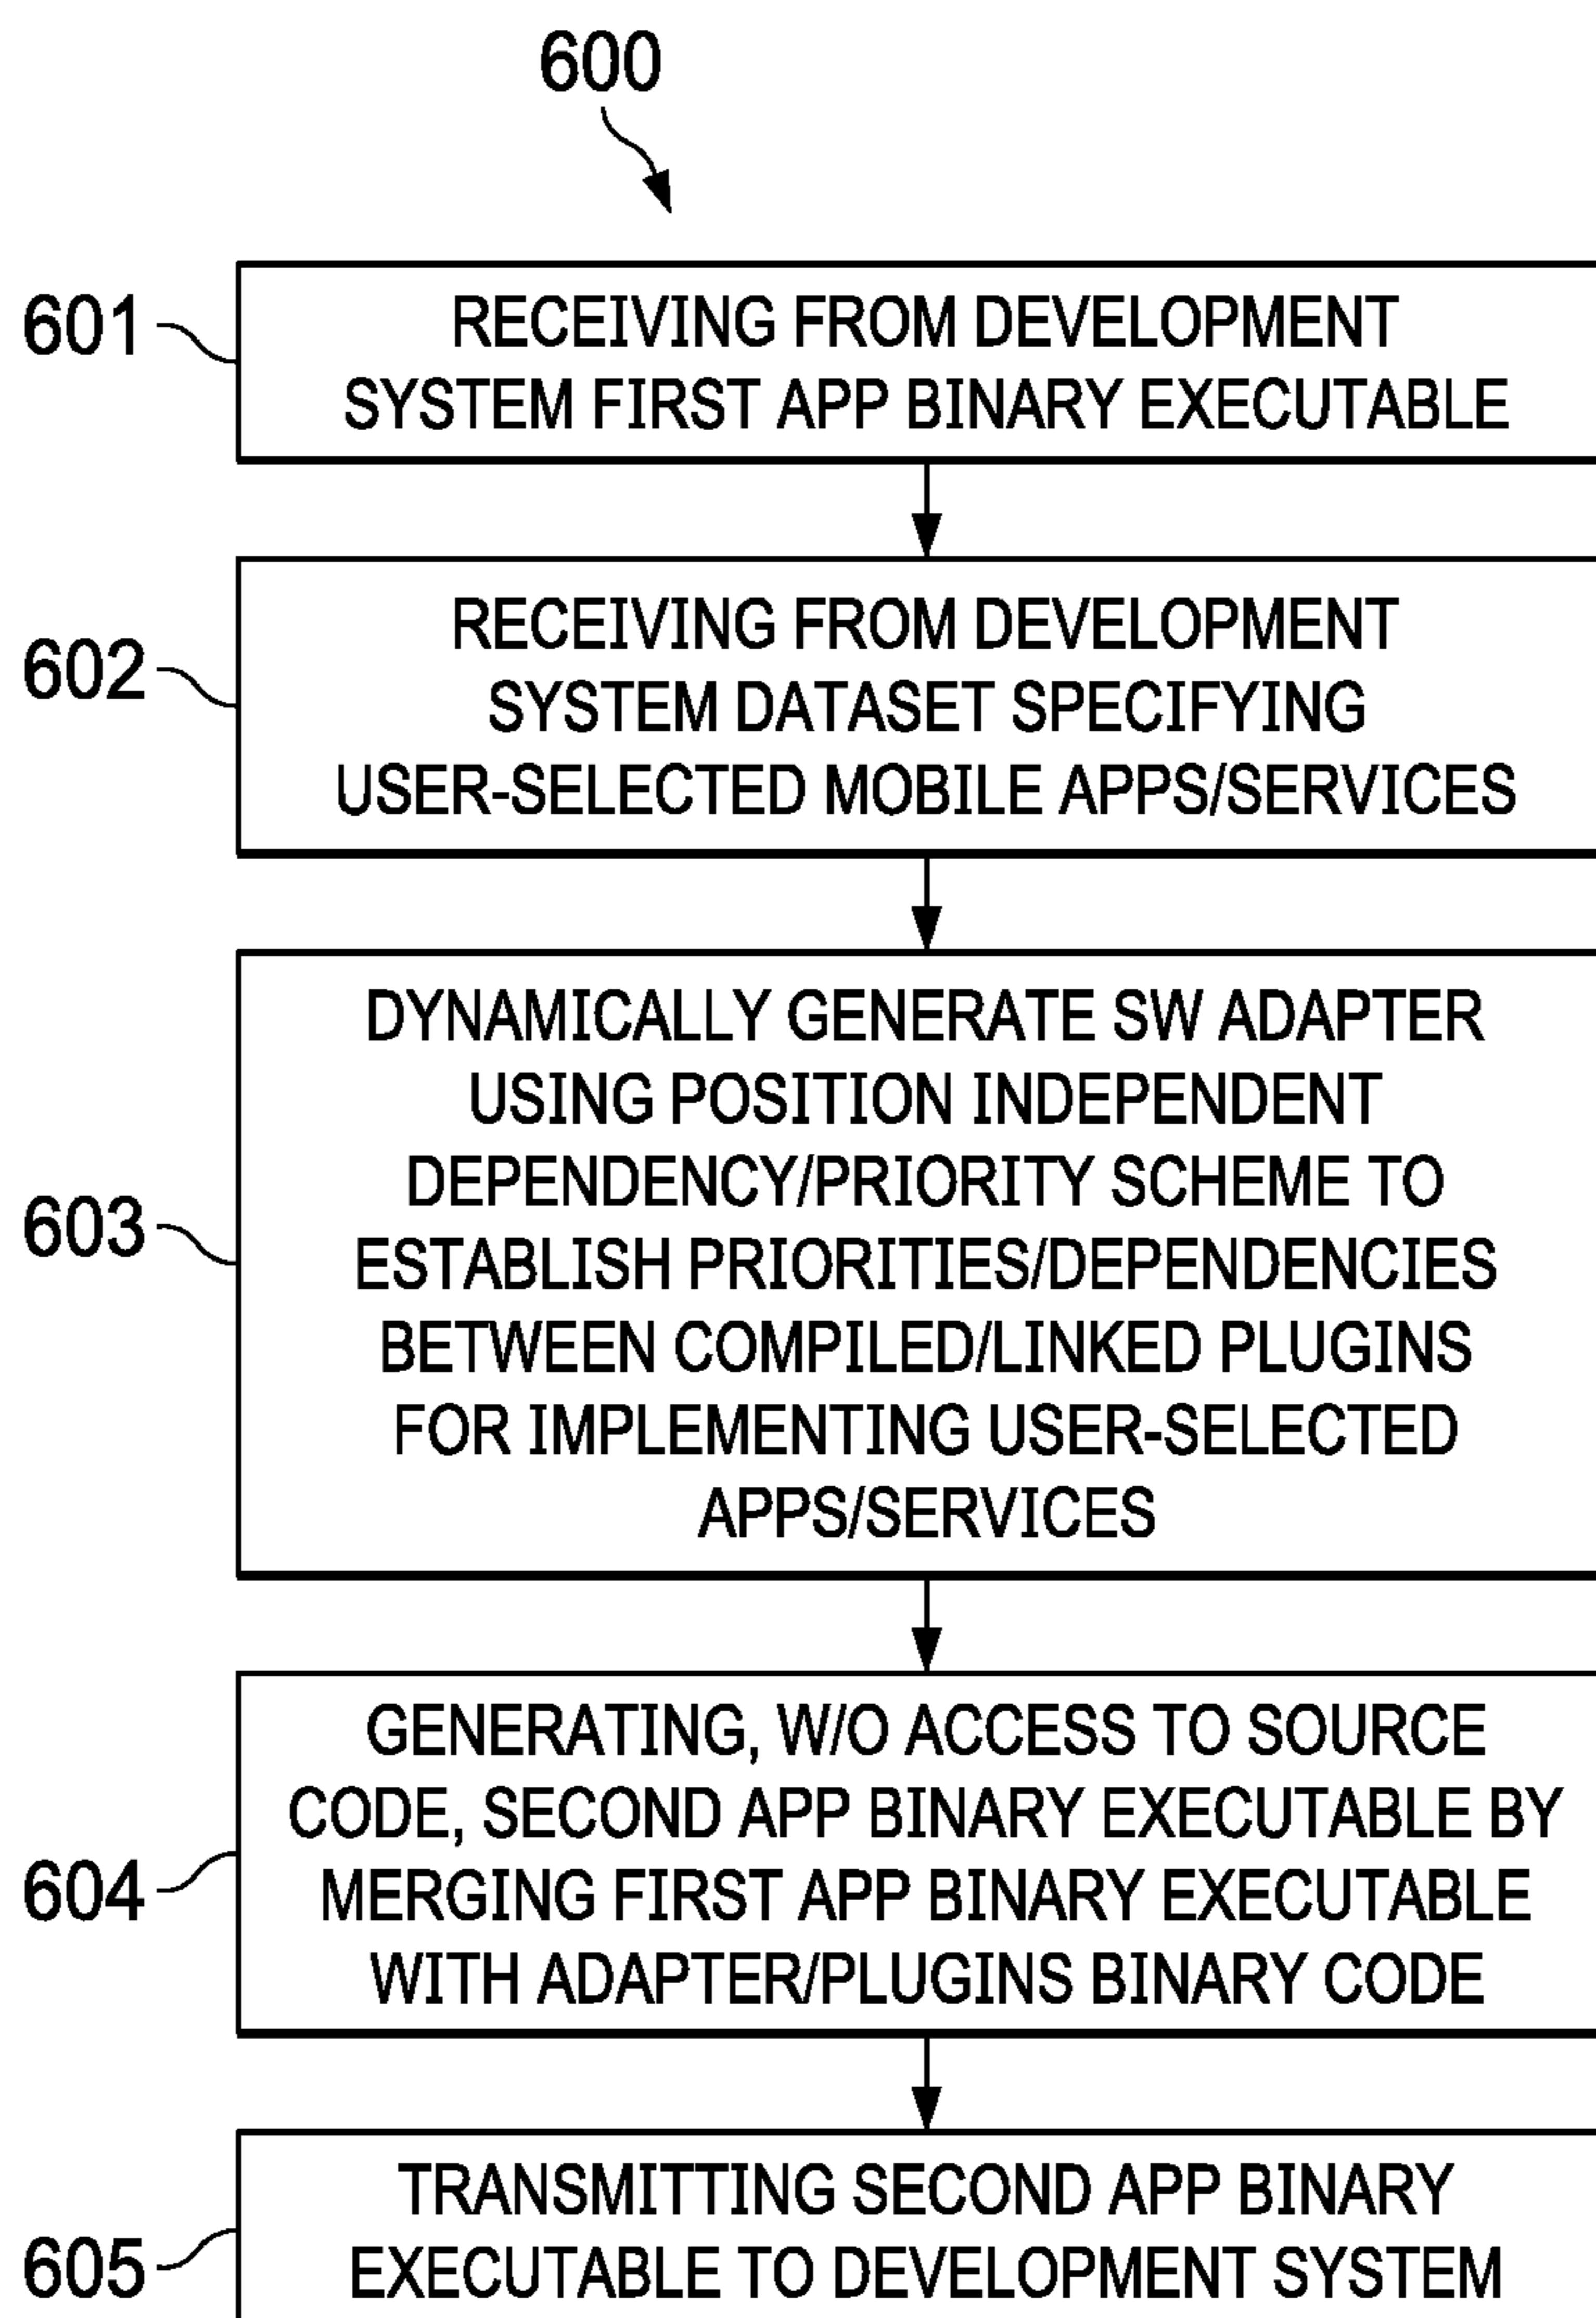 600
601
RECEIVING FROM DEVELOPMENT
SYSTEM FIRST APP BINARY EXECUTABLE
602
RECEIVING FROM DEVELOPMENT
SYSTEM DATASET SPECIFYING
USER-SELECTED MOBILE APPS/SERVICES
603
DYNAMICALLY GENERATE SW ADAPTER
USING POSITION INDEPENDENT
DEPENDENCY/PRIORITY SCHEME TO
ESTABLISH PRIORITIES/DEPENDENCIES
BETWEEN COMPILED/LINKED PLUGINS
FOR IMPLEMENTING USER-SELECTED
APPS/SERVICES
604
GENERATING, W/O ACCESS TO SOURCE
CODE, SECOND APP BINARY EXECUTABLE BY
MERGING FIRST APP BINARY EXECUTABLE
WITH ADAPTER/PLUGINS BINARY CODE
605
TRANSMITTING SECOND APP BINARY
EXECUTABLE TO DEVELOPMENT SYSTEM